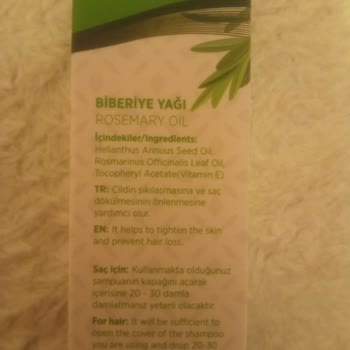 BİBERİYE YAĞI
ROSEMARY OIL
İçindekiler/Ingredients:
Helianthus Annuus Seed Oil,
Rosmarinus Officinalis Leaf Oil,
Tocopheryl Acetate(Vitamin E)
TR: Cildin sıkılaşmasına ve saç
dökülmesinin önlenmesine
yardımcı olur.
EN: It helps to tighten the skin
and prevent hair loss.
Saç için: Kullanmakta olduğunuz
şampuanın kapağını açarak
içerisine 20 - 30 damla
damlatmanız yeterli olacaktır.
For hair: It will be sufficient to
open the cover of the shampoo
you are using and drop 20-30